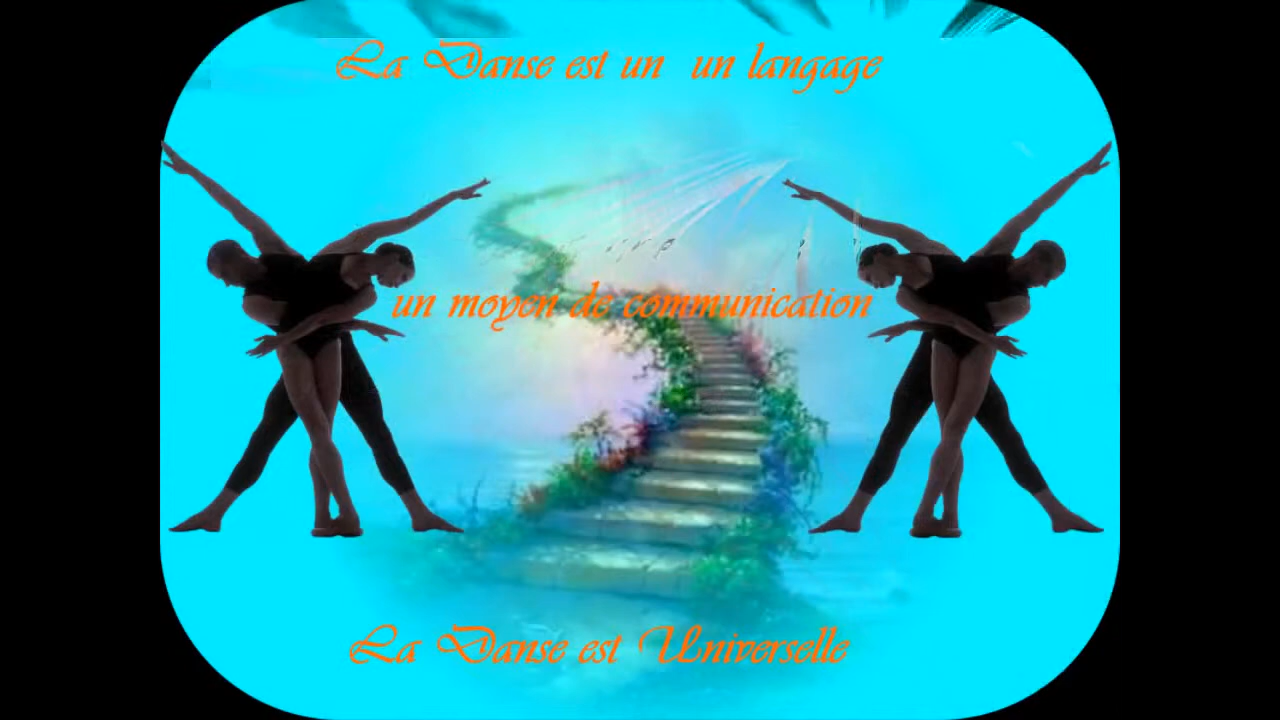 La Danse est un un langage
un moyen de communication
La Danse est Universelle